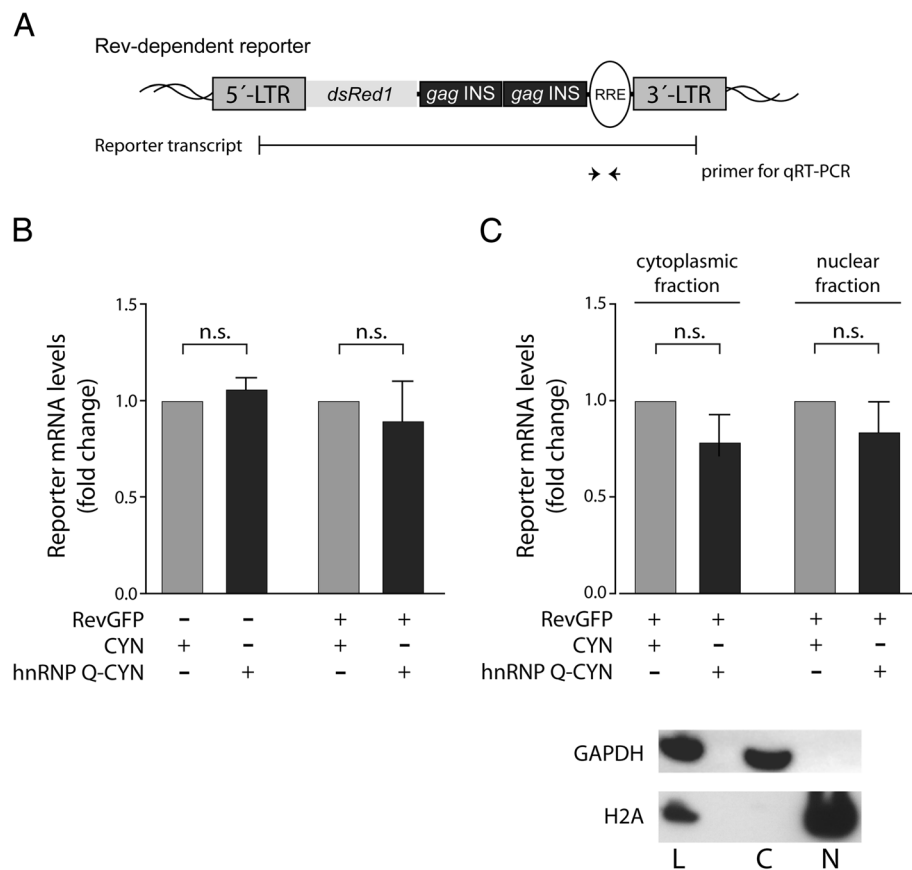 A
Rev-dependent reporter
5´-LTR dsRed1 gag INS gag INS RRE 3´-LTR
Reporter transcript
primer for qRT-PCR
B
Reporter mRNA levels
(fold change)
1.5
1.0
0.5
0.0
n.s. n.s.
RevGFP - - + +
CYN + - + -
hnRNP Q-CYN - + - +
C
cytoplasmic
fraction
nuclear
fraction
Reporter mRNA levels
(fold change)
1.5
1.0
0.5
0.0
n.s. n.s.
RevGFP + + + +
CYN + - + -
hnRNP Q-CYN - + - +
GAPDH
H2A
L C N